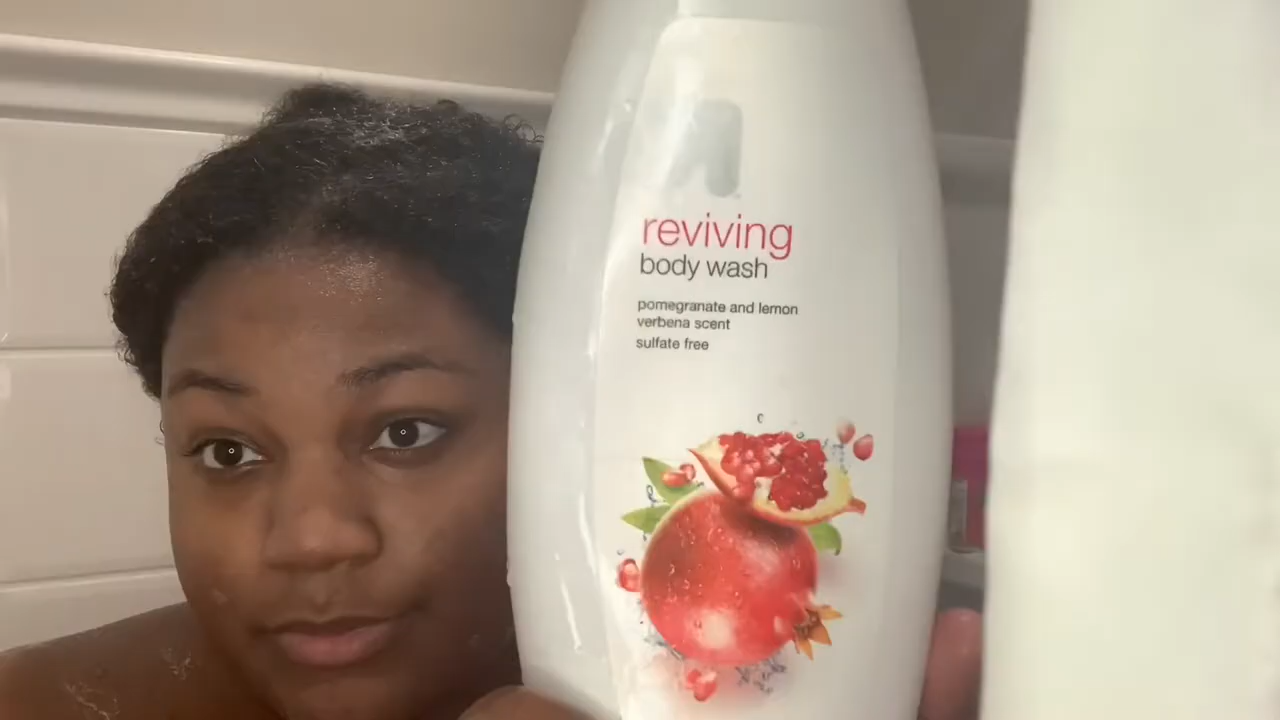 reviving
body wash
pomegranate and lemon
verbena scent
sulfate free